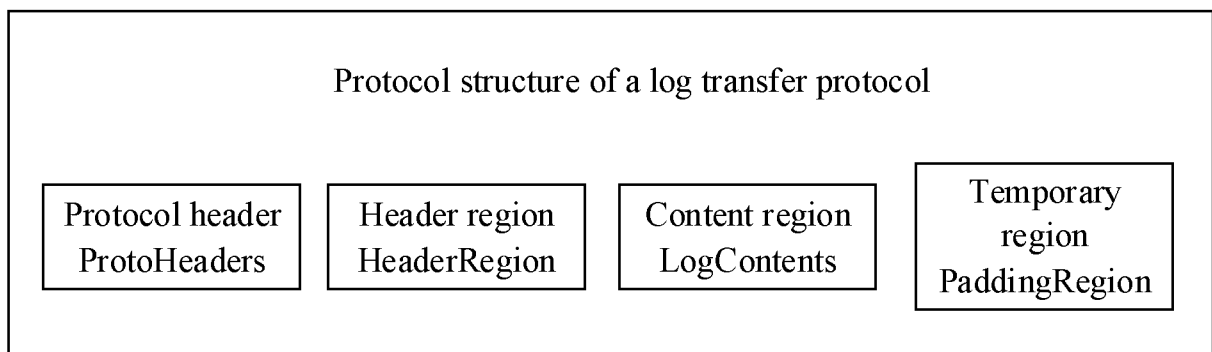 Protocol structure of a log transfer protocol
Protocol header
ProtoHeaders
Header region
HeaderRegion
Content region
LogContents
Temporary
region
PaddingRegion